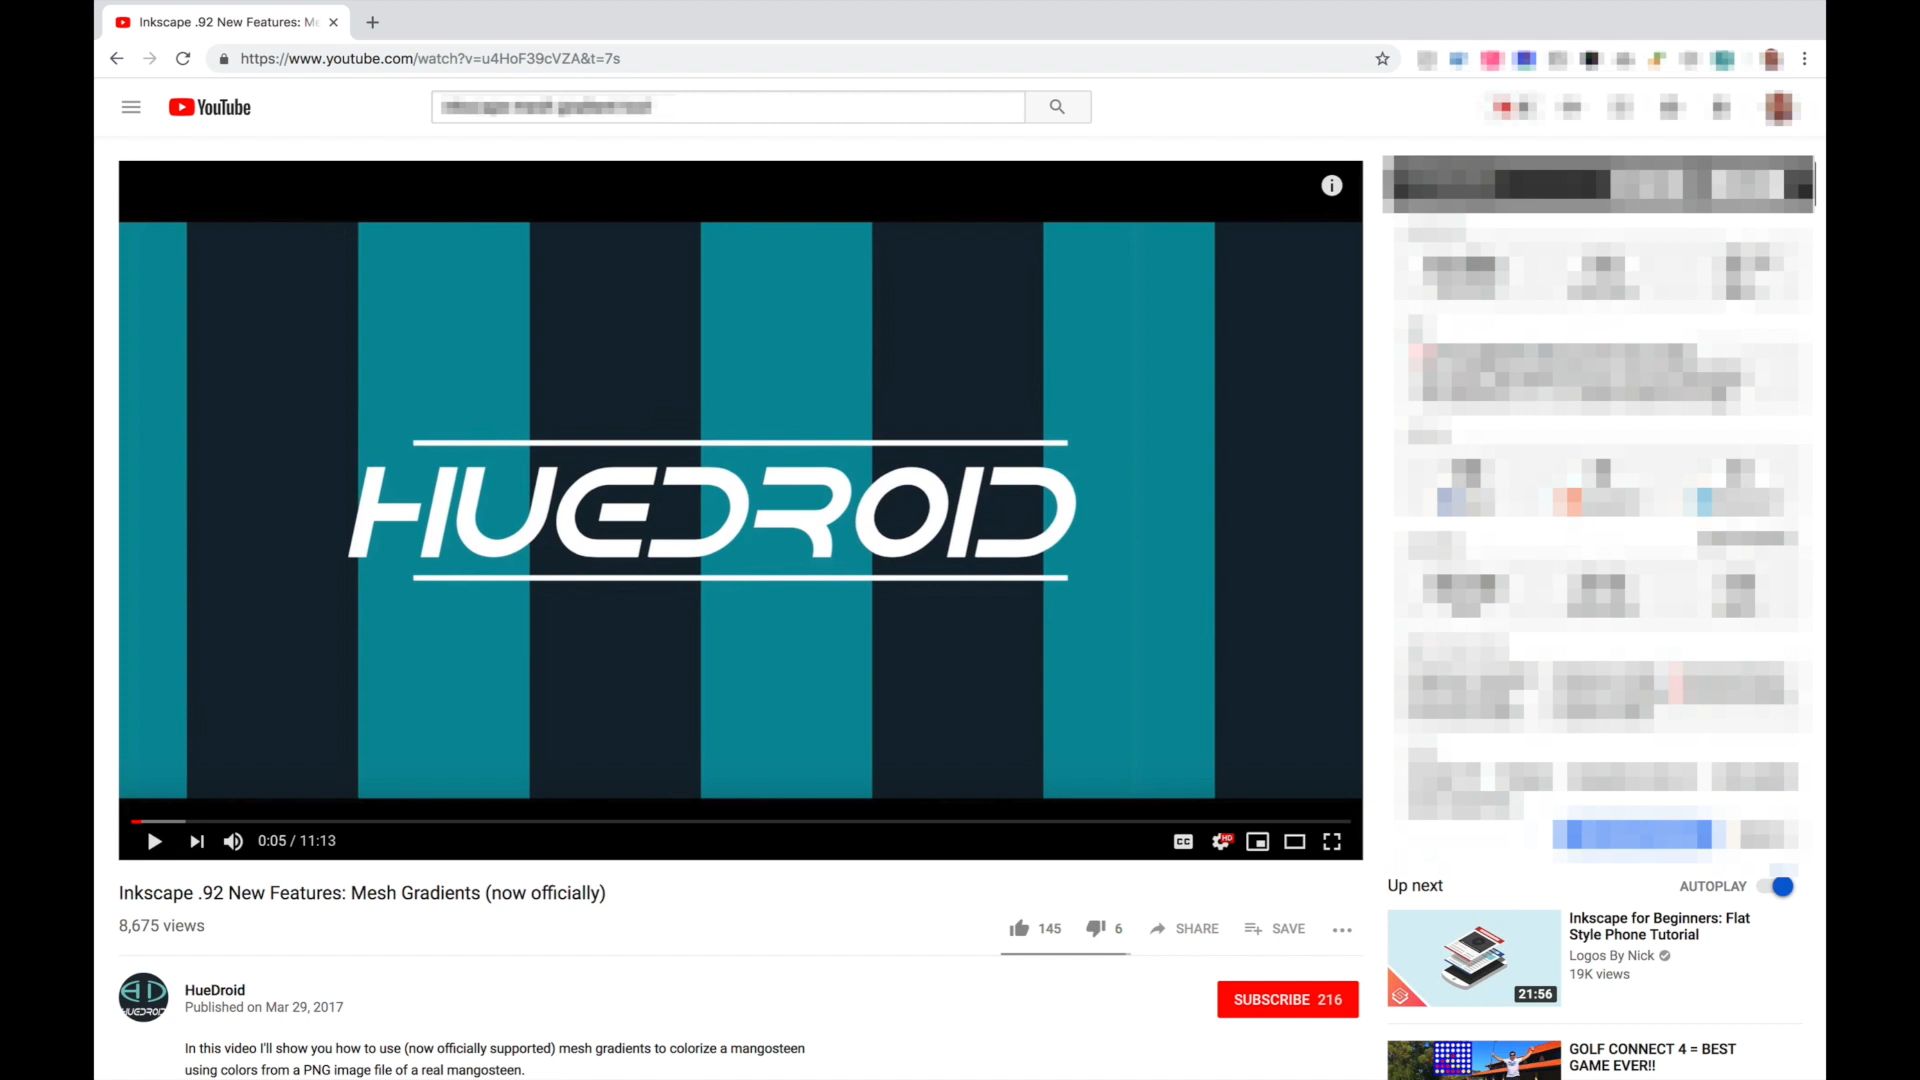 Inkscape .92 New Features: M
https://www.youtube.com/watch?v=u4HoF39cVZA&t=7s
YouTube
HUEDROID
0:05 / 11:13
CC
HD
Inkscape .92 New Features: Mesh Gradients (now officially)
8,675 views
145
6
SHARE
SAVE
HueDroid
Published on Mar 29, 2017
SUBSCRIBE 216
In this video I'll show you how to use (now officially supported) mesh gradients to colorize a mangosteen
using colors from a PNG image file of a real mangosteen.
Up next
AUTOPLAY
21:56
Inkscape for Beginners: Flat
Style Phone Tutorial
Logos By Nick
19K views
GOLF CONNECT 4 = BEST
GAME EVER!!